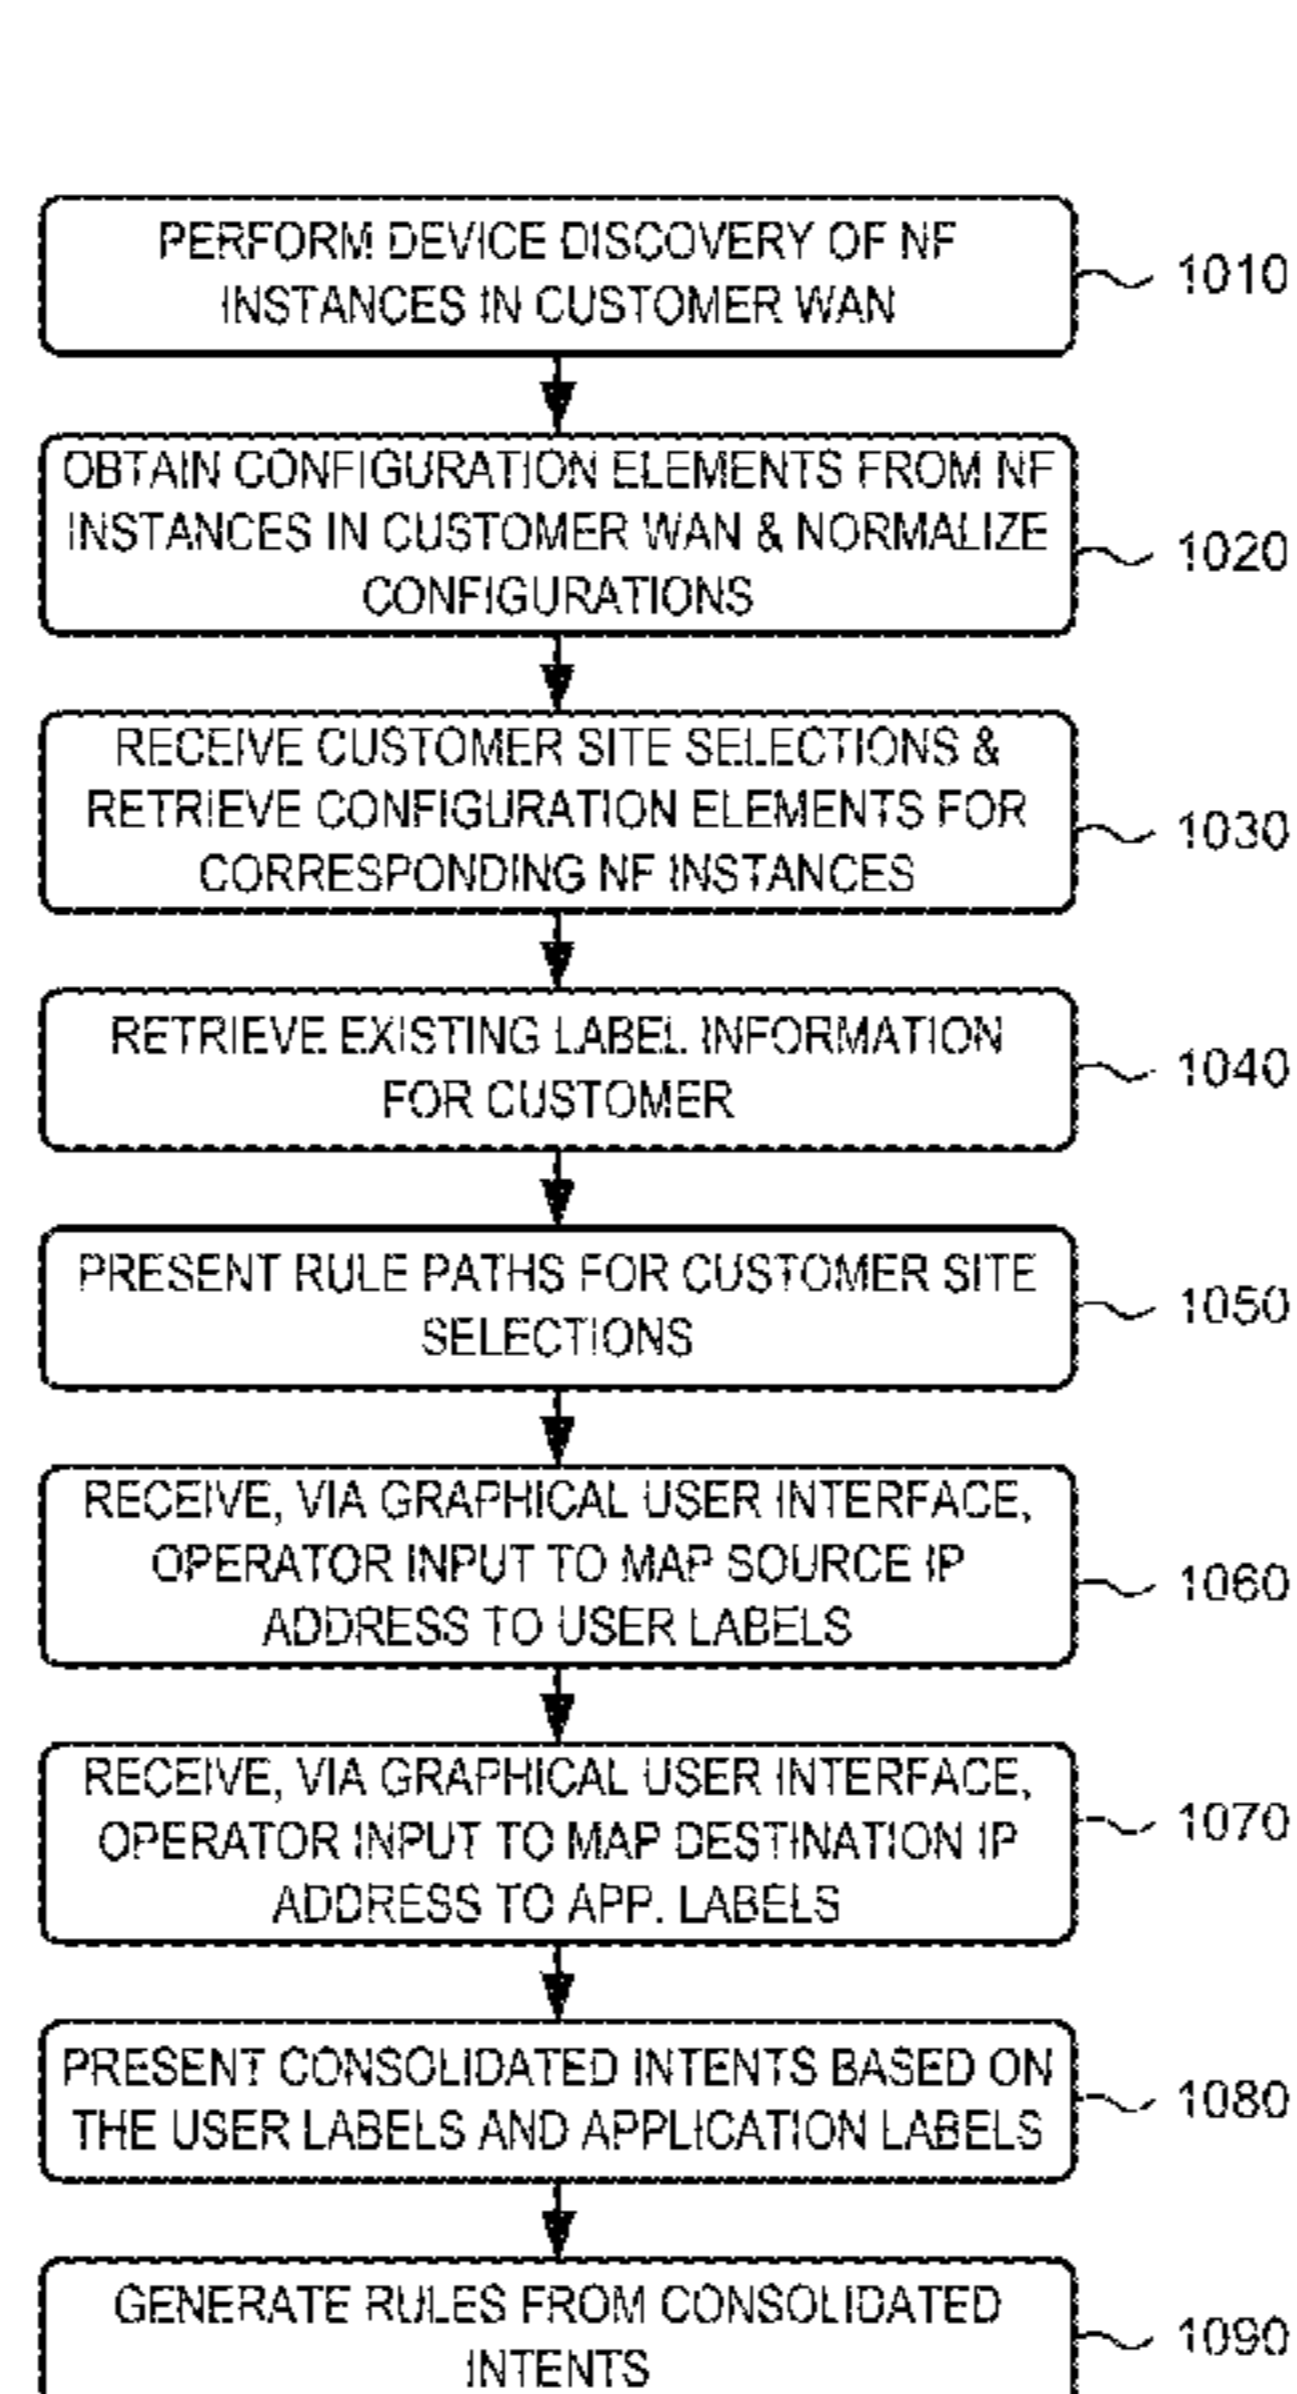 PERFORM DEVICE DISCOVERY OF NF
INSTANCES IN CUSTOMER WAN
1010
OBTAIN CONFIGURATION ELEMENTS FROM NF
INSTANCES IN CUSTOMER WAN & NORMALIZE
CONFIGURATIONS
1020
RECEIVE CUSTOMER SITE SELECTIONS &
RETRIEVE CONFIGURATION ELEMENTS FOR
CORRESPONDING NF INSTANCES
1030
RETRIEVE EXISTING LABEL INFORMATION
FOR CUSTOMER
1040
PRESENT RULE PATHS FOR CUSTOMER SITE
SELECTIONS
1050
RECEIVE, VIA GRAPHICAL USER INTERFACE,
OPERATOR INPUT TO MAP SOURCE IP
ADDRESS TO USER LABELS
1060
RECEIVE, VIA GRAPHICAL USER INTERFACE,
OPERATOR INPUT TO MAP DESTINATION IP
ADDRESS TO APP. LABELS
1070
PRESENT CONSOLIDATED INTENTS BASED ON
THE USER LABELS AND APPLICATION LABELS
1080
GENERATE RULES FROM CONSOLIDATED
INTENTS
1090